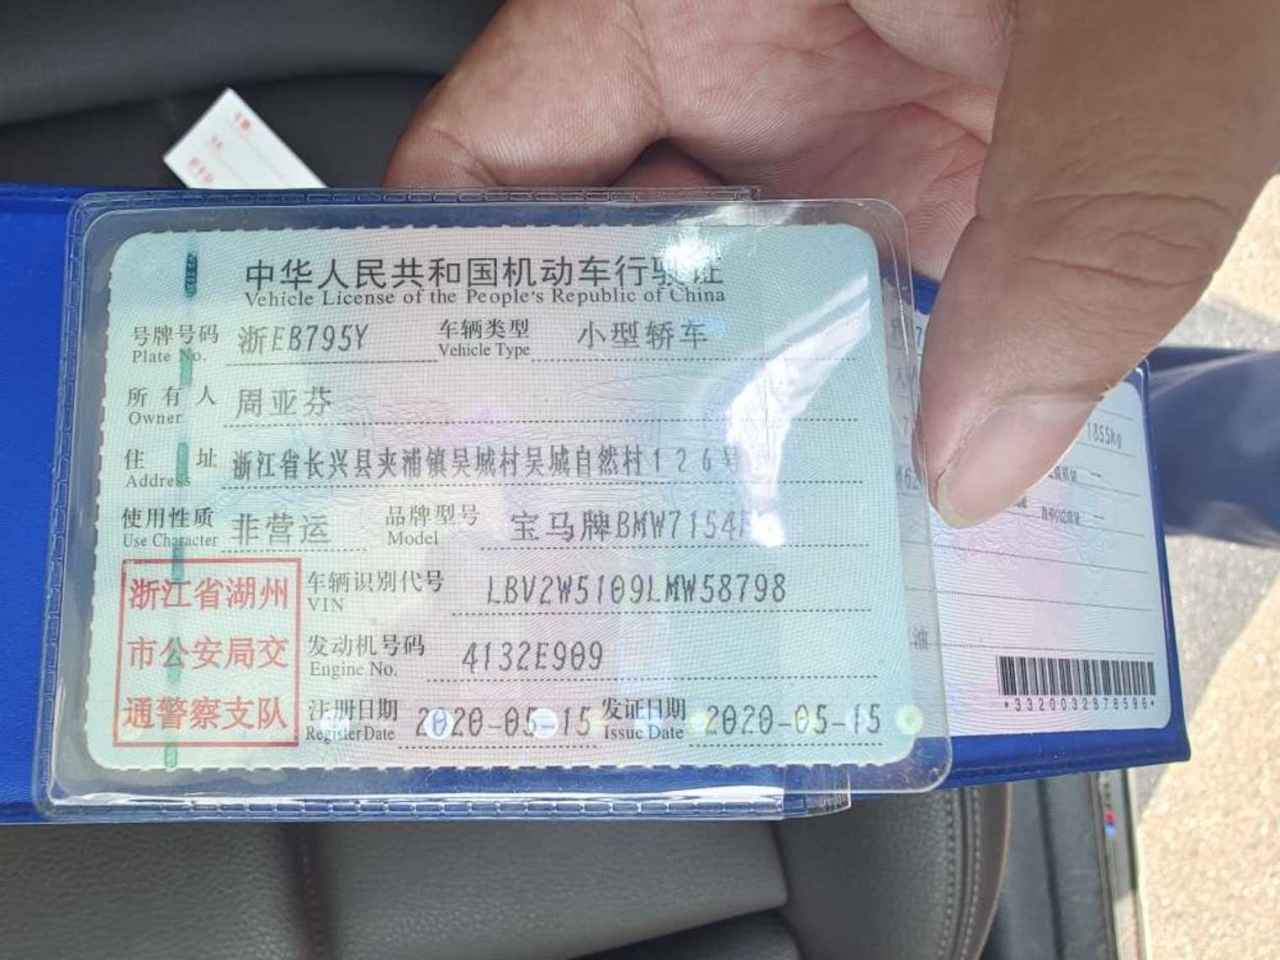 中华人民共和国机动车行驶证
Vehicle License of the People's Republic of China
号牌号码 浙EB795Y 车辆类型 小型轿车
Plate No. Vehicle Type
所有人 周亚芬
Owner
住址 浙江省长兴县夹浦镇吴城村吴城自然村126号
Address
使用性质 非营运 品牌型号 宝马牌BMW7154
Use Character Model
浙江省湖州
市公安局交
通警察支队
车辆识别代号 LBV2W5109LMW58798
VIN
发动机号码 4132E909
Engine No.
注册日期 2020-05-15 发证日期 2020-05-15
Register Date Issue Date
1855kg
油
*3320032878596*